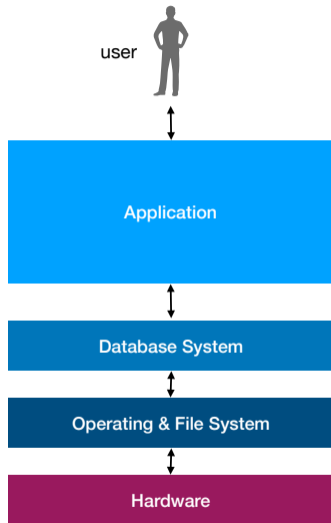 user
Application
Database System
Operating & File System
Hardware